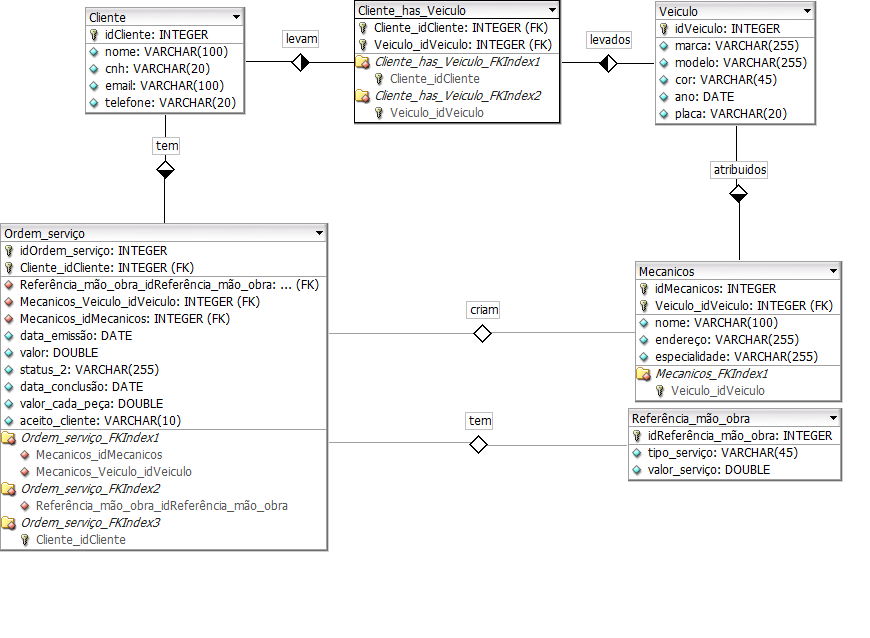 Cliente
idCliente: INTEGER
nome: VARCHAR(100)
cnh: VARCHAR(20)
email: VARCHAR(100)
telefone: VARCHAR(20)
levam
Cliente_has_Veiculo
Cliente_idCliente: INTEGER (FK)
Veiculo_idVeiculo: INTEGER (FK)
Cliente_has_Veiculo_FKIndex1
Cliente_idCliente
Cliente_has_Veiculo_FKIndex2
Veiculo_idVeiculo
levados
Veiculo
idVeiculo: INTEGER
marca: VARCHAR(255)
modelo: VARCHAR(255)
cor: VARCHAR(45)
ano: DATE
placa: VARCHAR(20)
tem
atribuidos
Ordem_serviço
idOrdem_serviço: INTEGER
Cliente_idCliente: INTEGER (FK)
Referência_mão_obra_idReferência_mão_obra: ... (FK)
Mecanicos_Veiculo_idVeiculo: INTEGER (FK)
Mecanicos_idMecanicos: INTEGER (FK)
data_emissão: DATE
valor: DOUBLE
status_2: VARCHAR(255)
data_conclusão: DATE
valor_cada_peça: DOUBLE
aceito_cliente: VARCHAR(10)
Ordem_serviço_FKIndex1
Mecanicos_idMecanicos
Mecanicos_Veiculo_idVeiculo
Ordem_serviço_FKIndex2
Referência_mão_obra_idReferência_mão_obra
Ordem_serviço_FKIndex3
Cliente_idCliente
criam
Mecanicos
idMecanicos: INTEGER
Veiculo_idVeiculo: INTEGER (FK)
nome: VARCHAR(100)
endereço: VARCHAR(255)
especialidade: VARCHAR(255)
Mecanicos_FKIndex1
Veiculo_idVeiculo
tem
Referência_mão_obra
idReferência_mão_obra: INTEGER
tipo_serviço: VARCHAR(45)
valor_serviço: DOUBLE